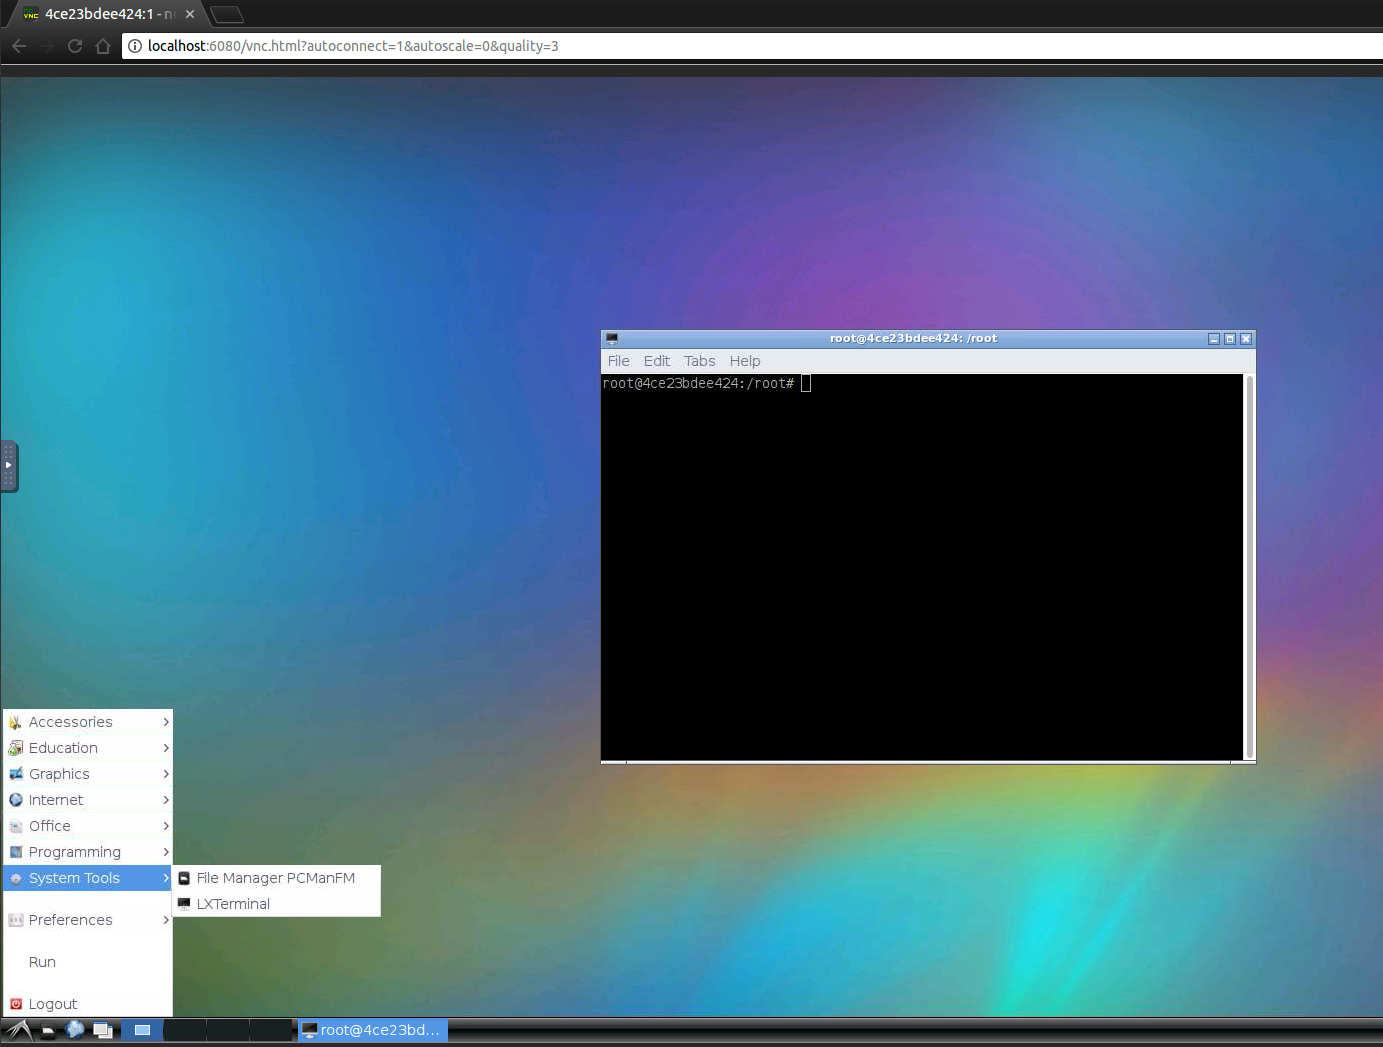 4ce23bdee424:1 - n
localhost:6080/vnc.html?autoconnect=1&autoscale=0&quality=3
root@4ce23bdee424: /root
File Edit Tabs Help
root@4ce23bdee424:/root#
Accessories
Education
Graphics
Internet
Office
Programming
System Tools
File Manager PCManFM
LXTerminal
Preferences
Run
Logout
root@4ce23bd...